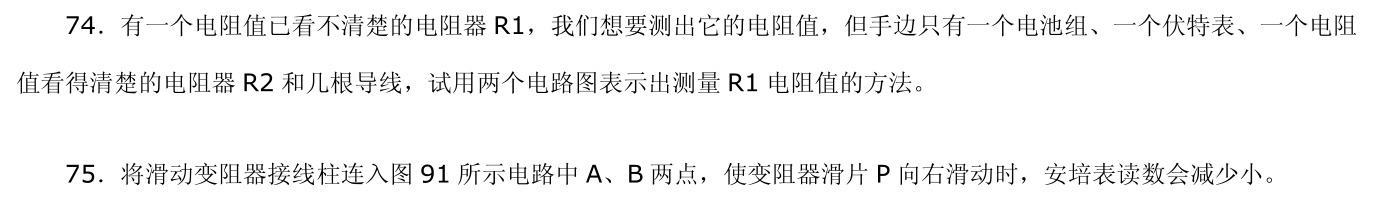 74．有一个电阻值已看不清楚的电阻器 R1，我们想要测出它的电阻值，但手边只有一个电池组、一个伏特表、一个电阻
值看得清楚的电阻器 R2 和几根导线，试用两个电路图表示出测量 R1 电阻值的方法。
75．将滑动变阻器接线柱连入图 91 所示电路中 A、B 两点，使变阻器滑片 P 向右滑动时，安培表读数会减少小。